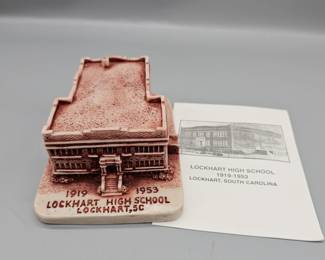 1919 1953
LOCKHART HIGH SCHOOL
LOCKHART, SC
LOCKHART HIGH SCHOOL
1919-1953
LOCKHART, SOUTH CAROLINA